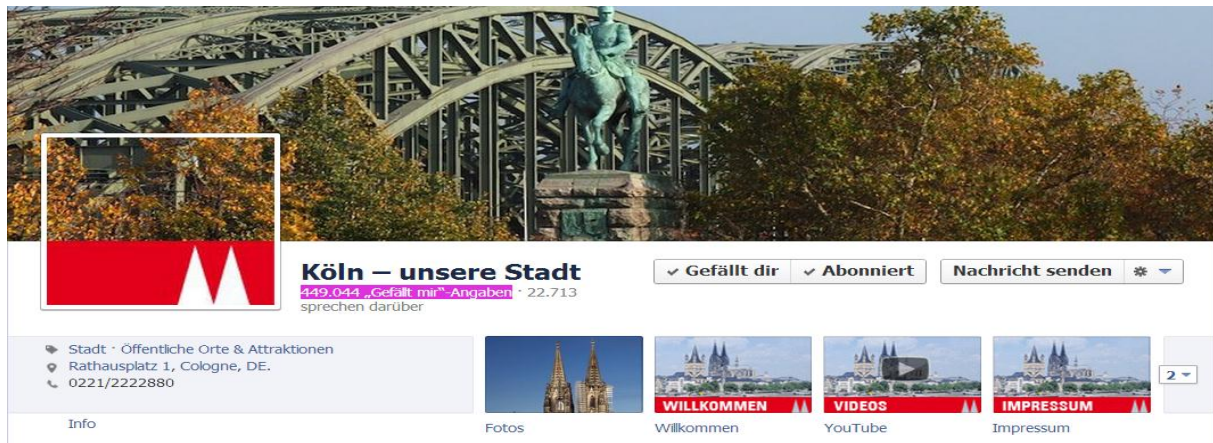 Köln – unsere Stadt
449.044 „Gefällt mir“-Angaben · 22.713
sprechen darüber
Gefällt dir
Abonniert
Nachricht senden
Stadt · Öffentliche Orte & Attraktionen
Rathausplatz 1, Cologne, DE.
0221/2222880
Info
WILLKOMMEN
VIDEOS
IMPRESSUM
2
Fotos
Willkommen
YouTube
Impressum